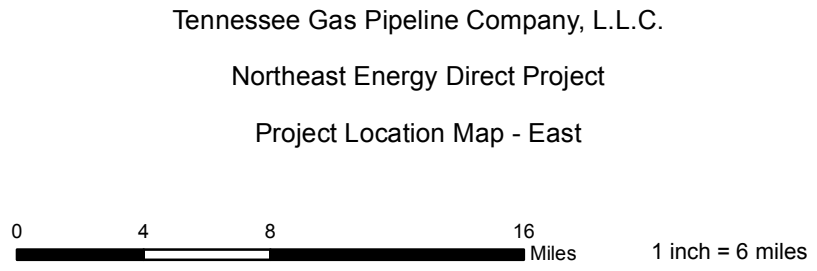 Tennessee Gas Pipeline Company, L.L.C.
Northeast Energy Direct Project
Project Location Map - East
0 4 8 16
Miles 1 inch = 6 miles